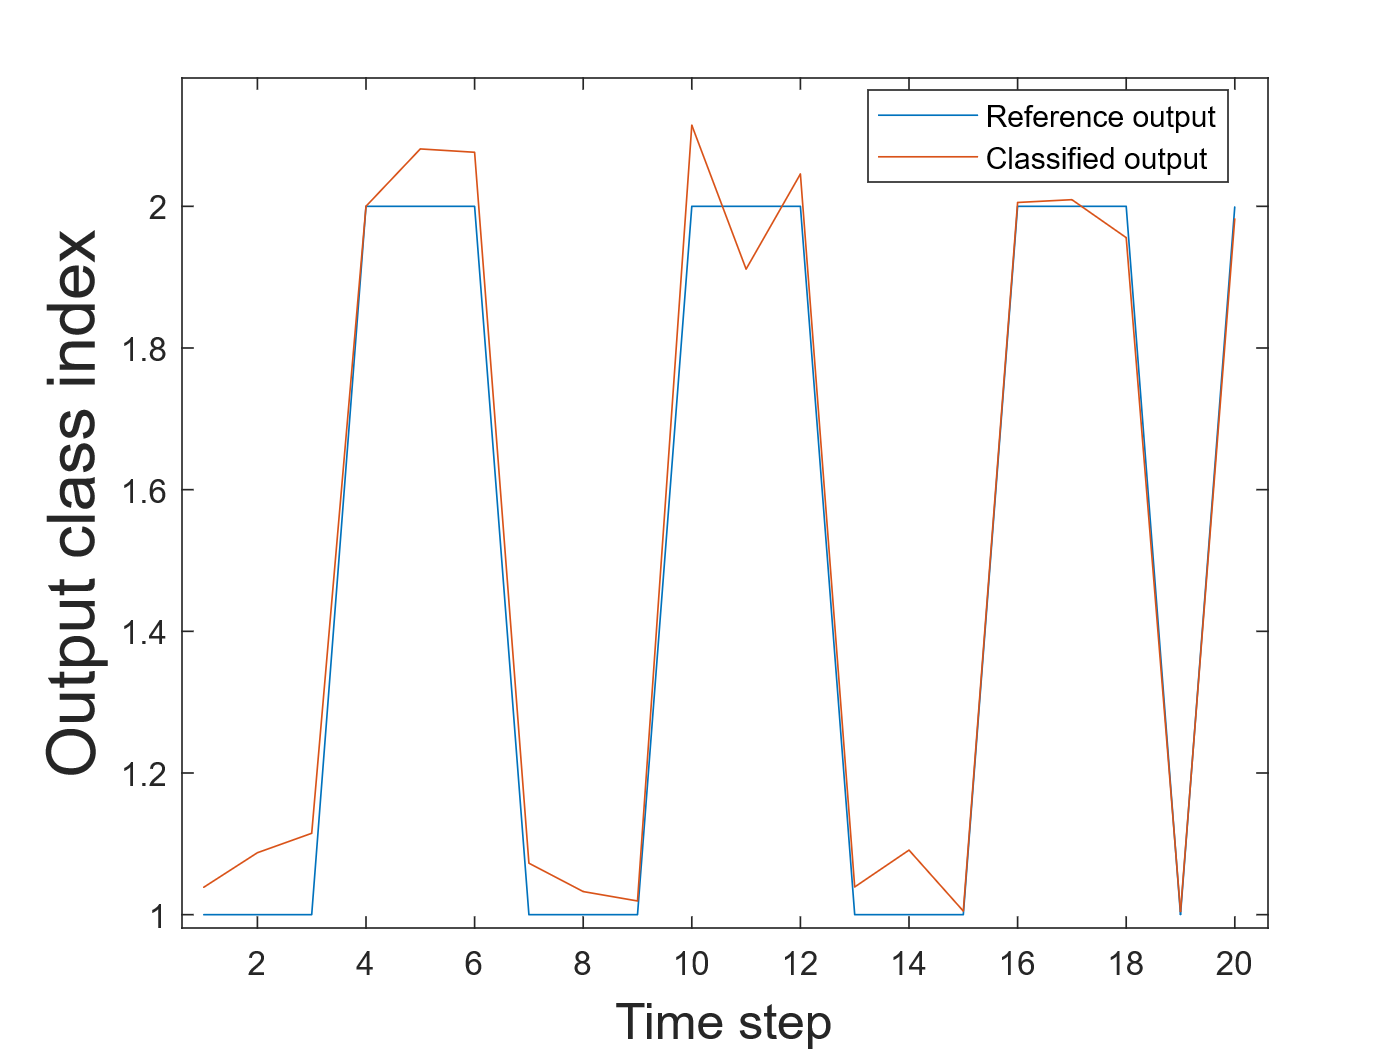 Reference output
Classified output
2
1.8
1.6
1.4
1.2
1
Output class index
2 4 6 8 10 12 14 16 18 20
Time step